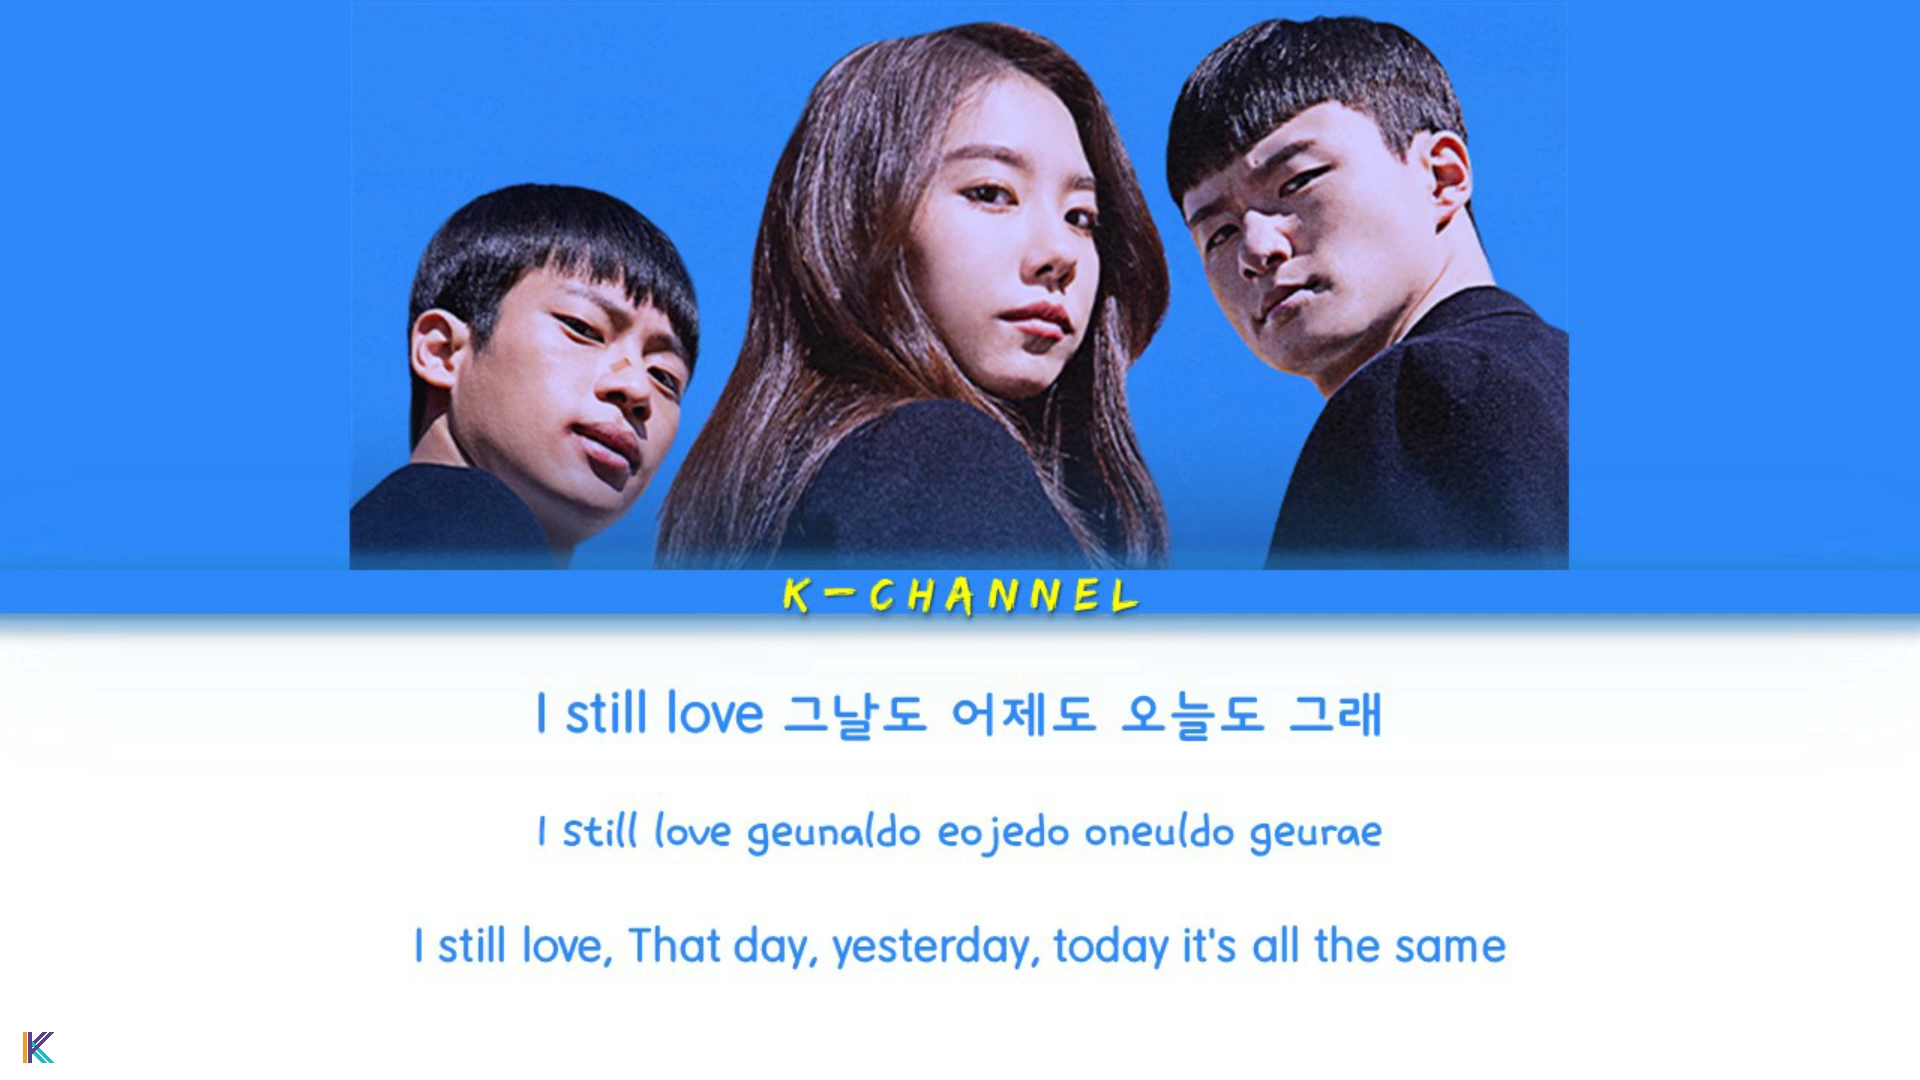 K-CHANNEL
I still love 그날도 어제도 오늘도 그래
I still love geunaldo eojedo oneuldo geurae
I still love, That day, yesterday, today it's all the same
K